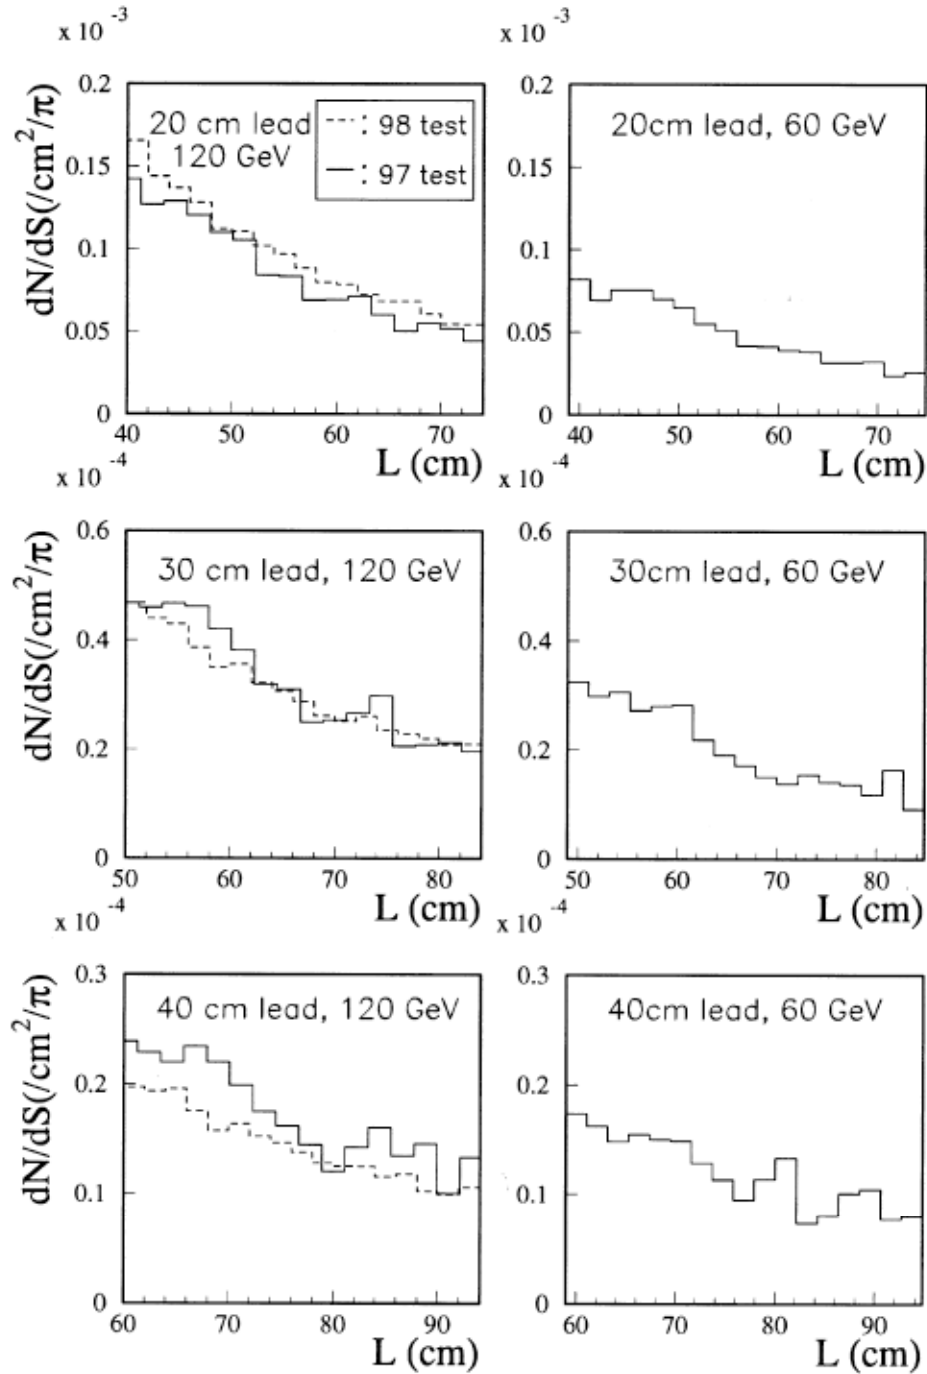 x 10 -3
x 10 -3
dN/dS(/cm2/π)
0.2
0.15
0.1
0.05
0
20 cm lead
120 GeV
98 test
97 test
40 50 60 70
L (cm)
0.2
0.15
0.1
0.05
0
20cm lead, 60 GeV
40 50 60 70
L (cm)
x 10 -4
x 10 -4
dN/dS(/cm2/π)
0.6
0.4
0.2
0
30 cm lead, 120 GeV
50 60 70 80
L (cm)
0.6
0.4
0.2
0
30cm lead, 60 GeV
50 60 70 80
L (cm)
x 10 -4
x 10 -4
dN/dS(/cm2/π)
0.3
0.2
0.1
0
40 cm lead, 120 GeV
60 70 80 90
L (cm)
0.3
0.2
0.1
0
40cm lead, 60 GeV
60 70 80 90
L (cm)